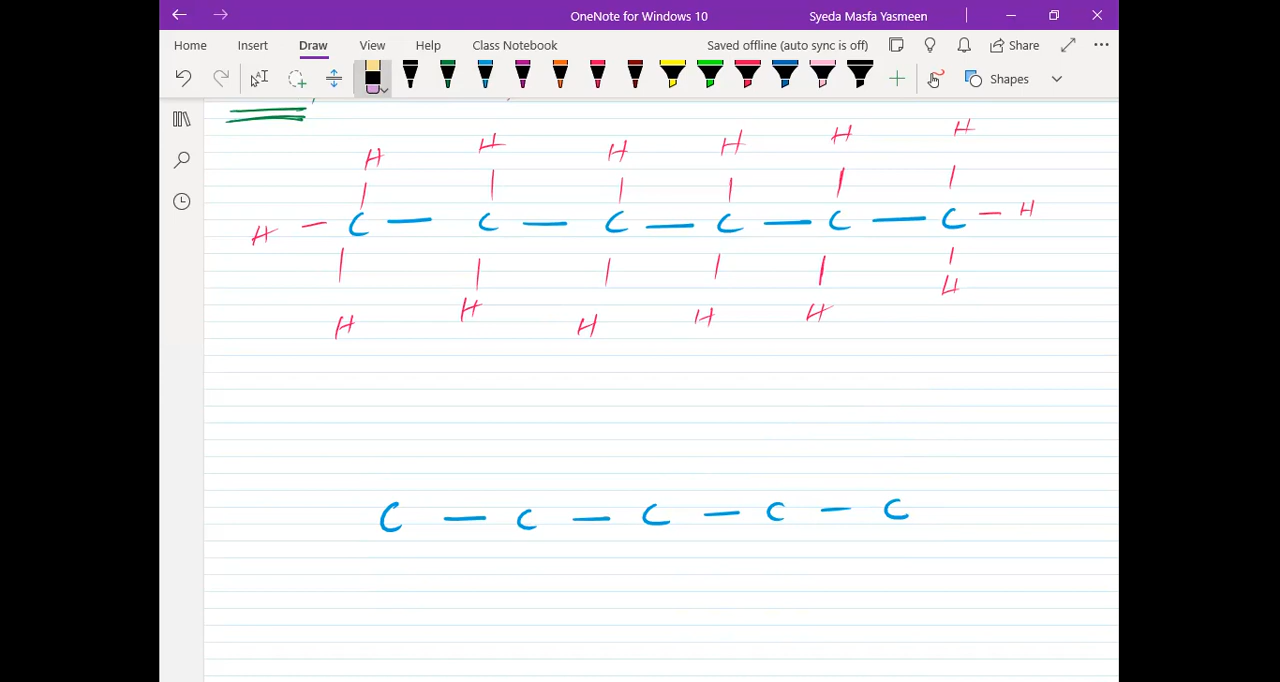 OneNote for Windows 10
Syeda Masfa Yasmeen
Home Insert Draw View Help Class Notebook
Saved offline (auto sync is off)
Share
Shapes
H H H H H H
H – C — C — C — C — C — C – H
H H H H H H
C — C — C — C — C